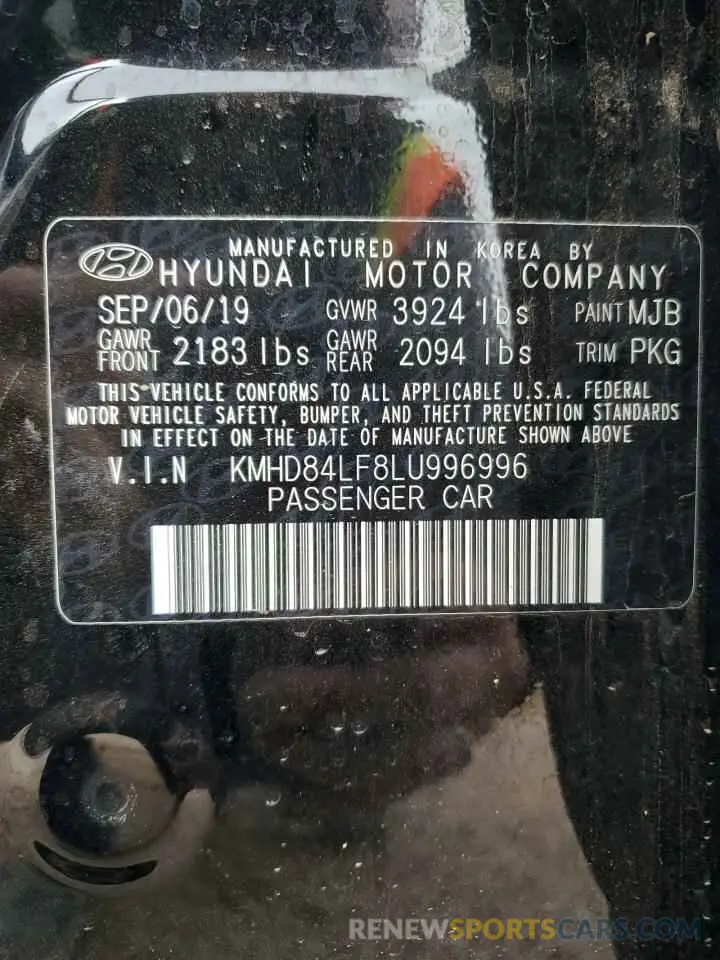 MANUFACTURED IN KOREA BY
HYUNDAI MOTOR COMPANY
SEP/06/19 GVWR 3924 lbs PAINT MJB
GAWR FRONT 2183 lbs GAWR REAR 2094 lbs TRIM PKG
THIS VEHICLE CONFORMS TO ALL APPLICABLE U.S.A. FEDERAL
MOTOR VEHICLE SAFETY, BUMPER, AND THEFT PREVENTION STANDARDS
IN EFFECT ON THE DATE OF MANUFACTURE SHOWN ABOVE
V.I.N KMHD84LF8LU996996
PASSENGER CAR
RENEWSPORTSCARS.COM